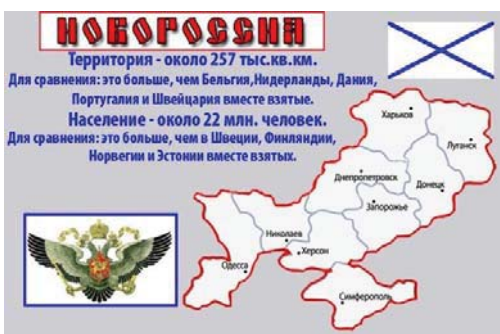 НОВОРОССИЯ
Территория - около 257 тыс.кв.км.
Для сравнения: это больше, чем Бельгия,Нидерланды, Дания,
Португалия и Швейцария вместе взятые.
Население - около 22 млн. человек.
Для сравнения: это больше, чем в Швеции, Финляндии,
Норвегии и Эстонии вместе взятых.
Харьков
Луганск
Днепропетровск
Донецк
Запорожье
Николаев
Херсон
Одесса
Симферополь